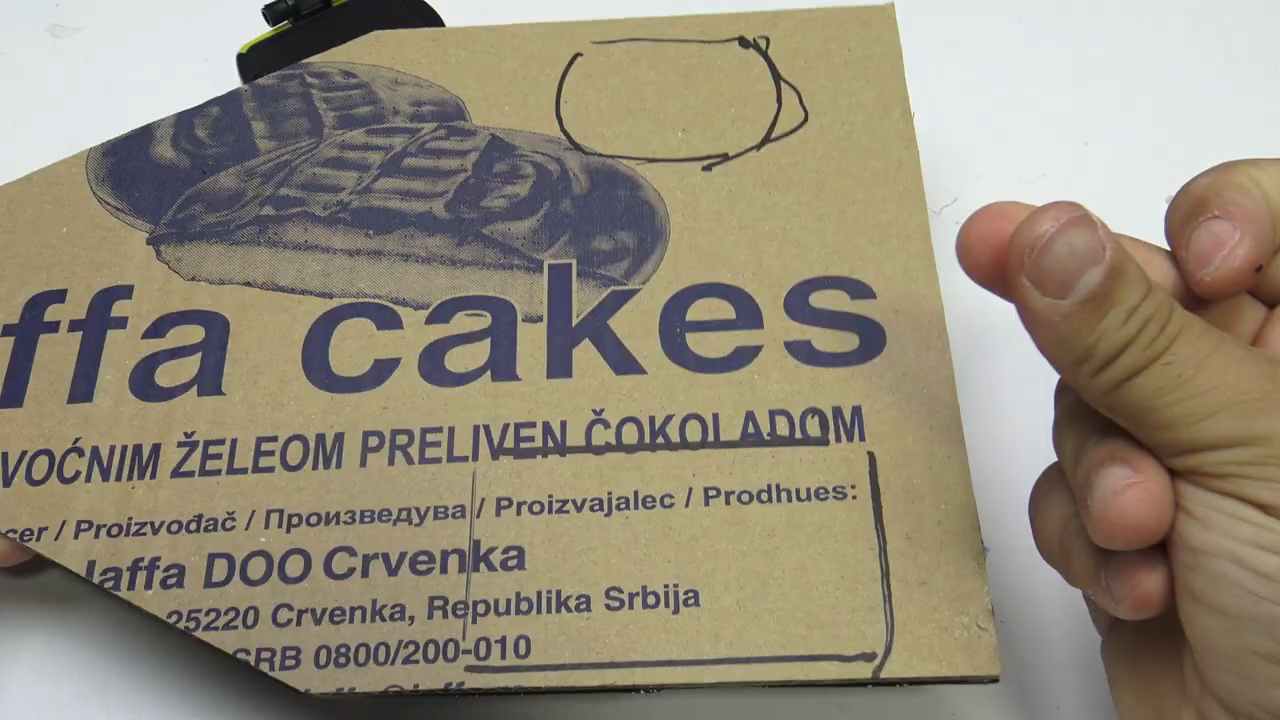 ffa cakes
VOĆNIM ŽELEOM PRELIVEN ČOKOLADOM
cer / Proizvođač / Произведува / Proizvajalec / Prodhues:
Jaffa DOO Crvenka
25220 Crvenka, Republika Srbija
SRB 0800/200-010